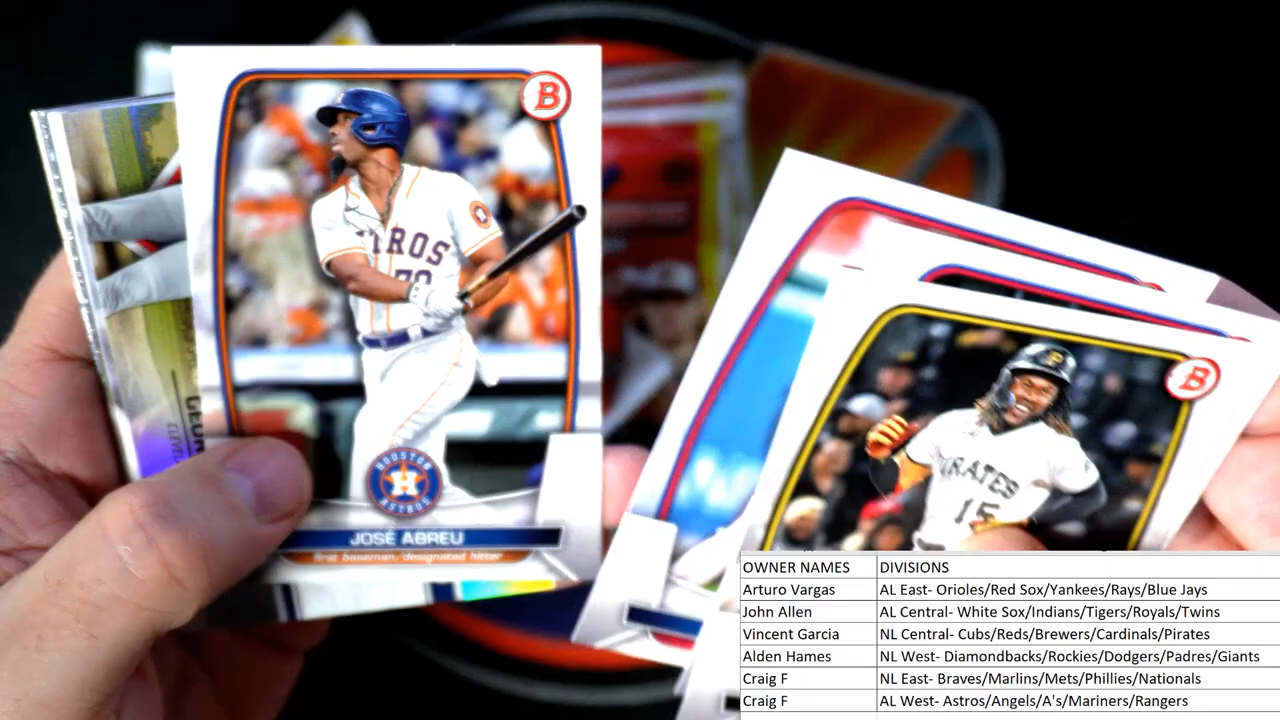 B
TROS
HOUSTON
ASTROS
JOSÉ ABREU
first baseman/designated hitter
B
P
PIRATES
15
OWNER NAMES DIVISIONS
Arturo Vargas AL East- Orioles/Red Sox/Yankees/Rays/Blue Jays
John Allen AL Central- White Sox/Indians/Tigers/Royals/Twins
Vincent Garcia NL Central- Cubs/Reds/Brewers/Cardinals/Pirates
Alden Hames NL West- Diamondbacks/Rockies/Dodgers/Padres/Giants
Craig F NL East- Braves/Marlins/Mets/Phillies/Nationals
Craig F AL West- Astros/Angels/A's/Mariners/Rangers